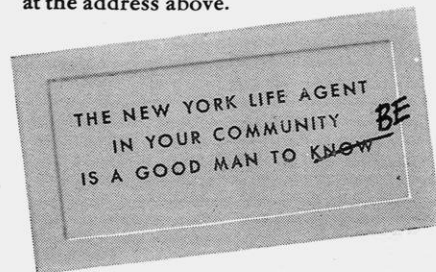 at the address above.
THE NEW YORK LIFE AGENT
IN YOUR COMMUNITY BE
IS A GOOD MAN TO KNOW